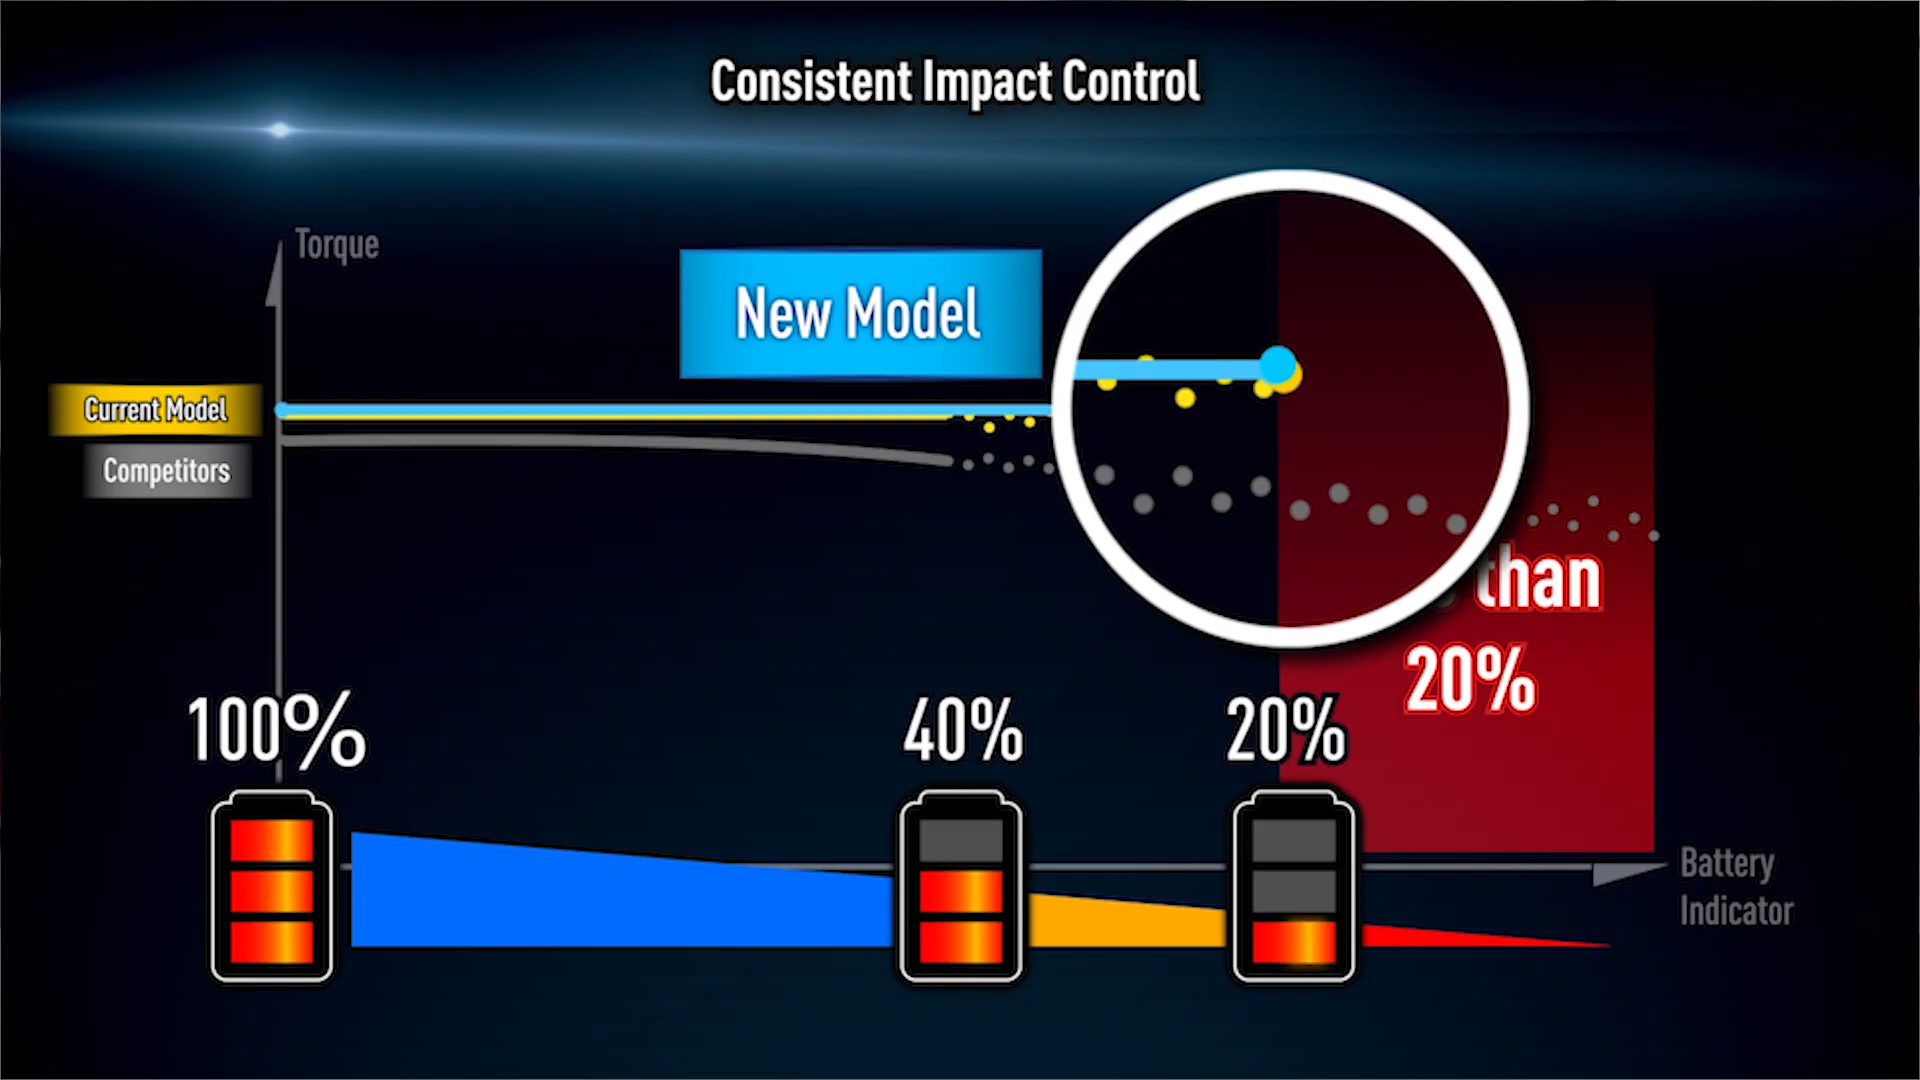 Consistent Impact Control
Torque
New Model
Current Model
Competitors
than
20%
100%
40%
20%
Battery
Indicator